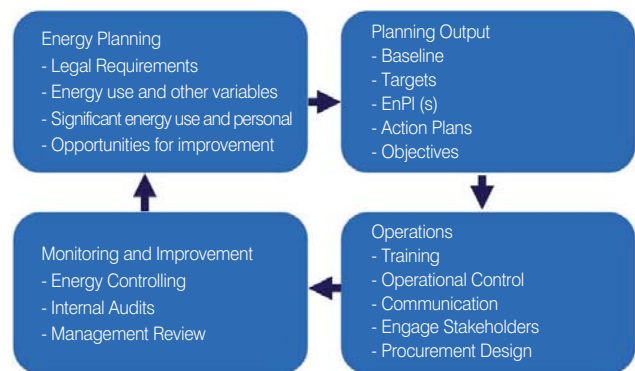 Energy Planning
- Legal Requirements
- Energy use and other variables
- Significant energy use and personal
- Opportunities for improvement
Planning Output
- Baseline
- Targets
- EnPl (s)
- Action Plans
- Objectives
Monitoring and Improvement
- Energy Controlling
- Internal Audits
- Management Review
Operations
- Training
- Operational Control
- Communication
- Engage Stakeholders
- Procurement Design